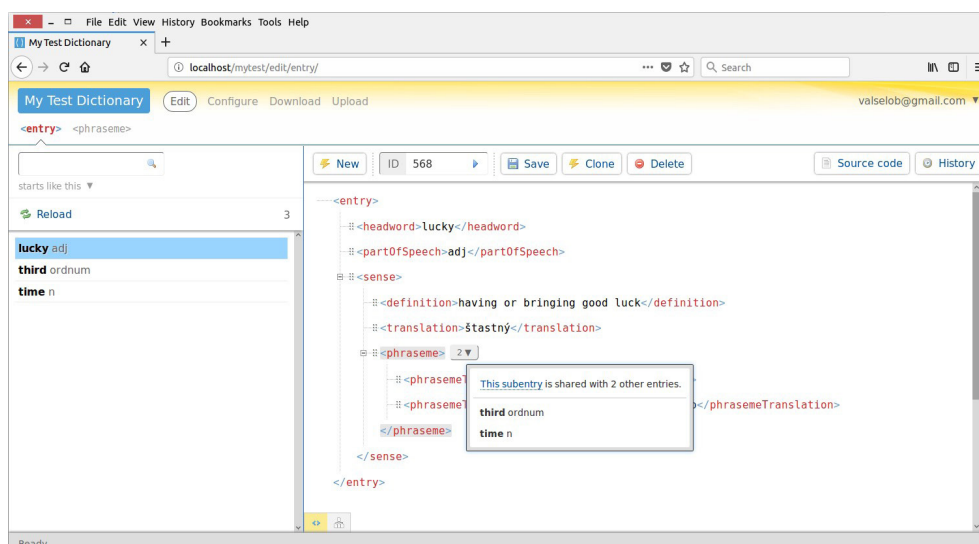 File Edit View History Bookmarks Tools Help
My Test Dictionary
localhost/mytest/edit/entry/
Search
My Test Dictionary Edit Configure Download Upload valselob@gmail.com ▼
<entry> <phraseme>
New ID 568 Save Clone Delete Source code History
starts like this ▼
Reload 3
lucky adj
third ordnum
time n
<entry>
<headword>lucky</headword>
<partOfSpeech>adj</partOfSpeech>
<sense>
<definition>having or bringing good luck</definition>
<translation>štastný</translation>
<phraseme> 2▼
<phrasemeT
This subentry is shared with 2 other entries.
<phrasemeT
</phrasemeTranslation>
third ordnum
time n
</phraseme>
</sense>
</entry>
Ready